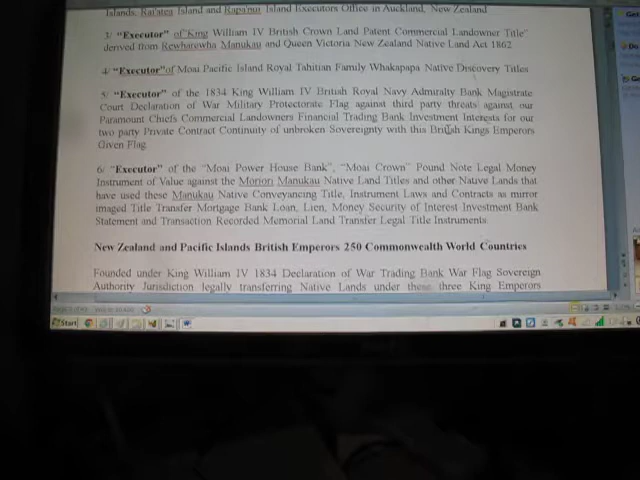 Islands, Rai'atea Island and Rapa'nui Island Executors Office in Auckland, New Zealand
3/ “Executor” of King William IV British Crown Land Patent Commercial Landowner Title”
derived from Rewharewha Manukau and Queen Victoria New Zealand Native Land Act 1862
4/ “Executor”of Moai Pacific Island Royal Tahitian Family Whakapapa Native Discovery Titles
5/ “Executor” of the 1834 King William IV British Royal Navy Admiralty Bank Magistrate
Court Declaration of War Military Protectorate Flag against third party threats against our
Paramount Chiefs Commercial Landowners Financial Trading Bank Investment Interests for our
two party Private Contract Continuity of unbroken Sovereignty with this British Kings Emperors
Given Flag
6/ “Executor” of the “Moai Power House Bank”, “Moai Crown” Pound Note Legal Money
Instrument of Value against the Moriori Manukau Native Land Titles and other Native Lands that
have used these Manukau Native Conveyancing Title, Instrument Laws and Contracts as mirror
imaged Title Transfer Mortgage Bank Loan, Lien, Money Security of Interest Investment Bank
Statement and Transaction Recorded Memorial Land Transfer Legal Title Instruments
New Zealand and Pacific Islands British Emperors 250 Commonwealth World Countries
Founded under King William IV 1834 Declaration of War Trading Bank War Flag Sovereign
Authority Jurisdiction legally transferring Native Lands under these three King Emperors
Start